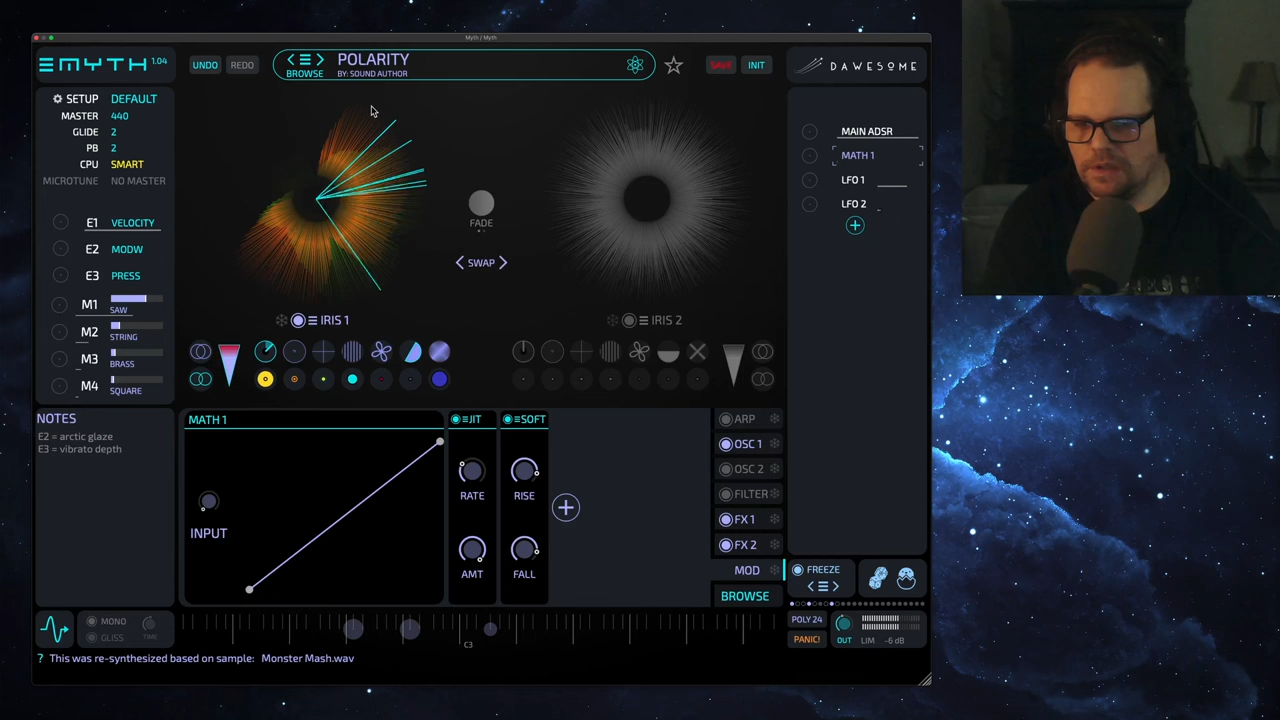 Myth / Myth
MYTH 1.04
UNDO
REDO
BROWSE
POLARITY
BY: SOUND AUTHOR
SAVE
INIT
DAWESOME
SETUP DEFAULT
MASTER 440
GLIDE 2
PB 2
CPU SMART
MICROTUNE NO MASTER
E1 VELOCITY
E2 MODW
E3 PRESS
M1 SAW
M2 STRING
M3 BRASS
M4 SQUARE
FADE
SWAP
IRIS 1
IRIS 2
MAIN ADSR
MATH 1
LFO 1
LFO 2
NOTES
E2 = arctic glaze
E3 = vibrato depth
MATH 1
INPUT
JIT
RATE
AMT
SOFT
RISE
FALL
ARP
OSC 1
OSC 2
FILTER
FX 1
FX 2
MOD
BROWSE
FREEZE
MONO
GLISS
TIME
C3
POLY 24
PANIC!
OUT
LIM -6 dB
? This was re-synthesized based on sample: Monster Mash.wav